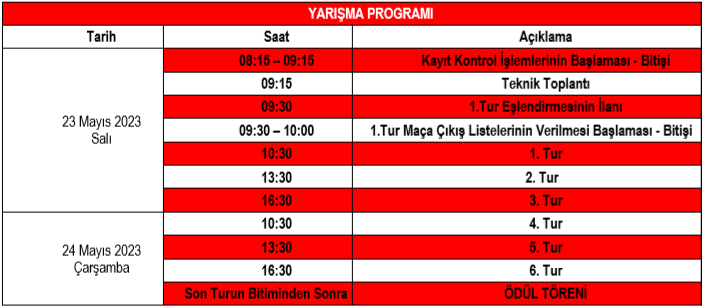 YARIŞMA PROGRAMI
Tarih Saat Açıklama
23 Mayıs 2023 Salı
08:15 – 09:15 Kayıt Kontrol İşlemlerinin Başlaması - Bitişi
09:15 Teknik Toplantı
09:30 1.Tur Eşlendirmesinin İlanı
09:30 – 10:00 1.Tur Maça Çıkış Listelerinin Verilmesi Başlaması - Bitişi
10:30 1. Tur
13:30 2. Tur
16:30 3. Tur
24 Mayıs 2023 Çarşamba
10:30 4. Tur
13:30 5. Tur
16:30 6. Tur
Son Turun Bitiminden Sonra ÖDÜL TÖRENİ